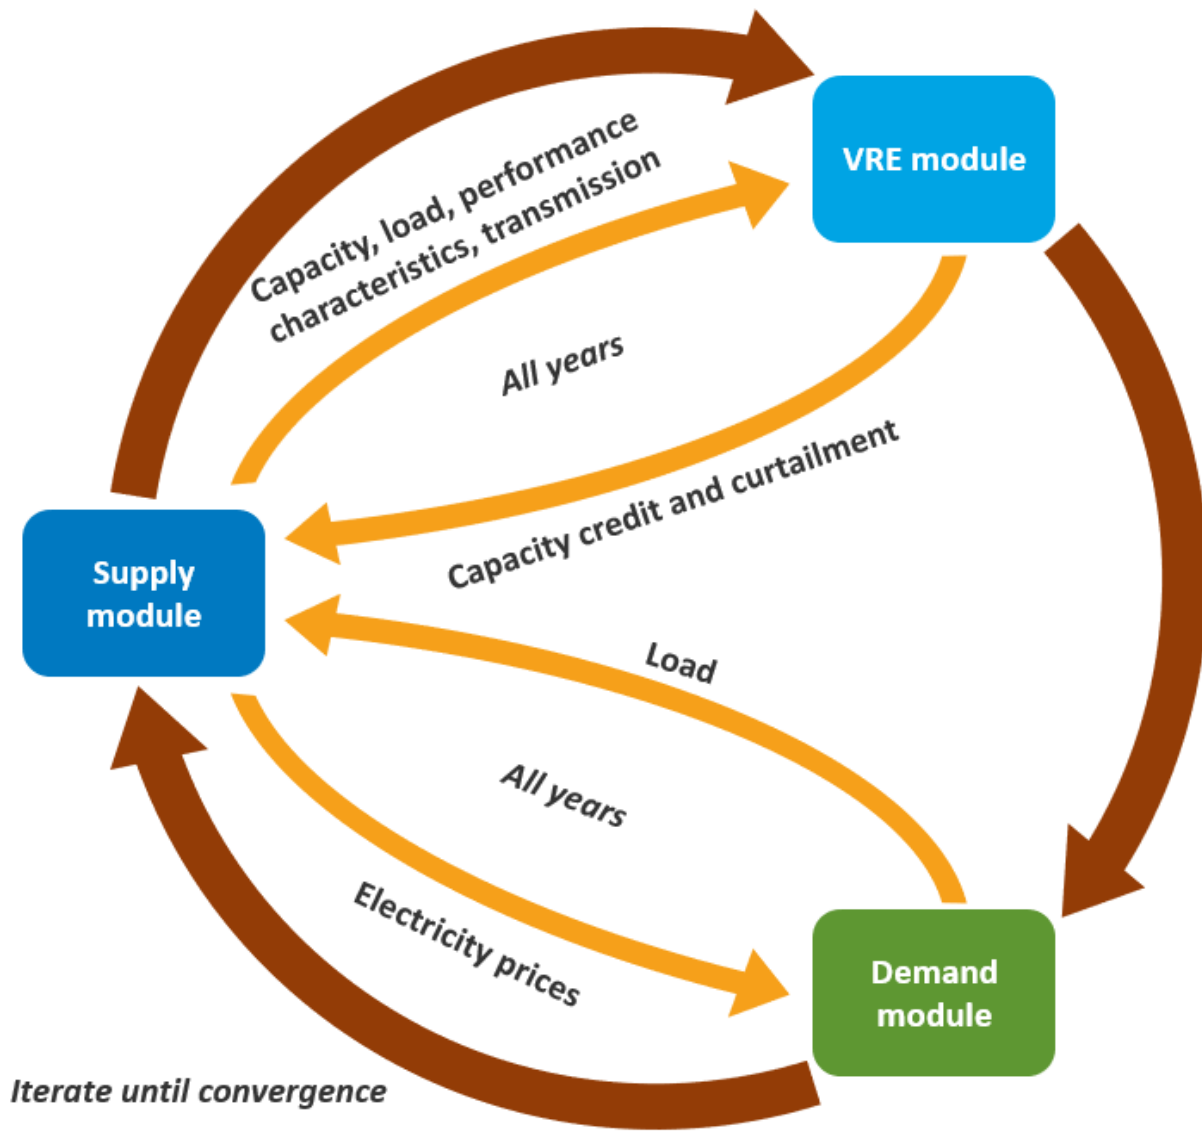 VRE module
Capacity, load, performance
characteristics, transmission
All years
Capacity credit and curtailment
Supply
module
Load
All years
Electricity prices
Demand
module
Iterate until convergence